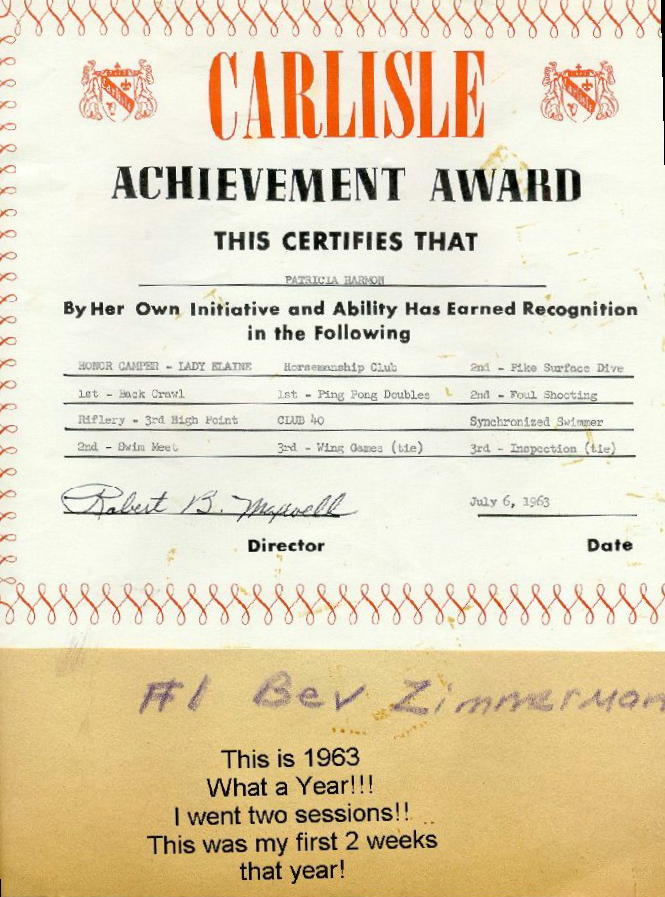 CARLISLE
ACHIEVEMENT AWARD
THIS CERTIFIES THAT
PATRICIA HARMON
By Her Own Initiative and Ability Has Earned Recognition
in the Following
HONOR CAMPER - LADY ELAINE Horsemanship Club 2nd - Pike Surface Dive
1st - Back Crawl 1st - Ping Pong Doubles 2nd - Foul Shooting
Riflery - 3rd High Point CLUB 40 Synchronized Swimmer
2nd - Swim Meet 3rd - Wing Games (tie) 3rd - Inspection (tie)
Robert B. Maxwell July 6, 1963
Director Date
#1 Bev Zimmerman
This is 1963
What a Year!!!
I went two sessions!!
This was my first 2 weeks
that year!